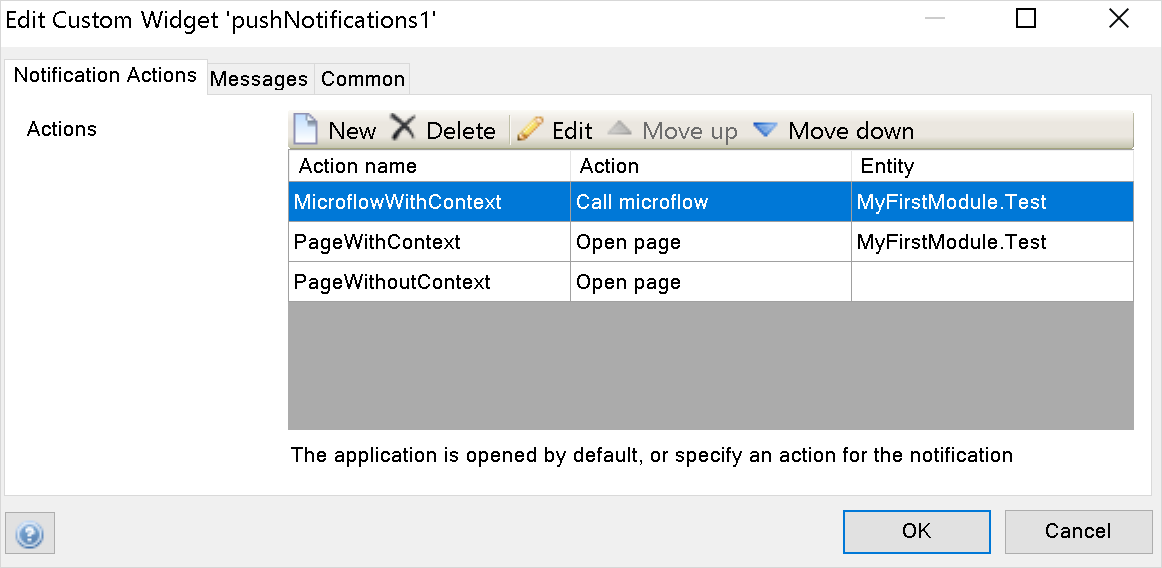 Edit Custom Widget 'pushNotifications1'
Notification Actions Messages Common
Actions
New Delete Edit Move up Move down
Action name Action Entity
MicroflowWithContext Call microflow MyFirstModule.Test
PageWithContext Open page MyFirstModule.Test
PageWithoutContext Open page
The application is opened by default, or specify an action for the notification
? OK Cancel